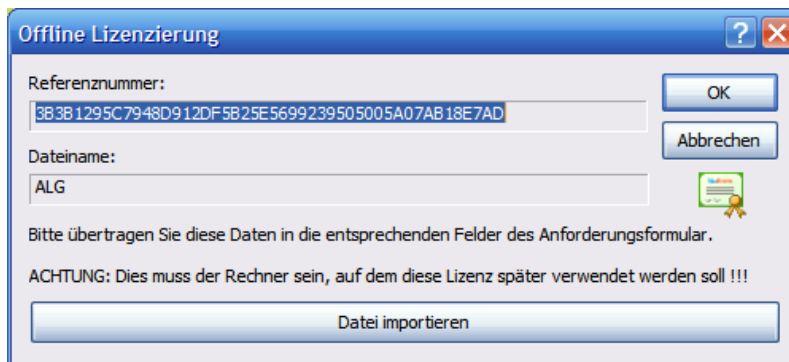 Offline Lizenzierung
Referenznummer:
3B3B1295C7948D912DF5B25E5699239505005A07AB18E7AD
OK
Abbrechen
Dateiname:
ALG
Bitte übertragen Sie diese Daten in die entsprechenden Felder des Anforderungsformular.
ACHTUNG: Dies muss der Rechner sein, auf dem diese Lizenz später verwendet werden soll !!!
Datei importieren